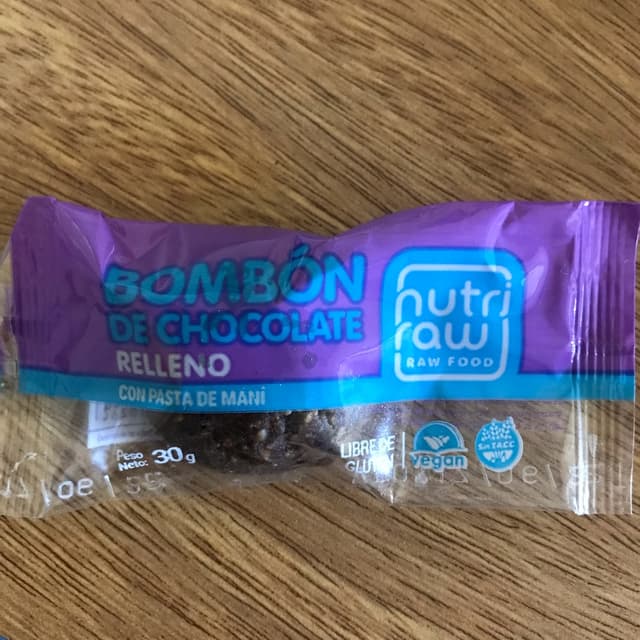 BOMBÓN
DE CHOCOLATE
RELLENO
CON PASTA DE MANÍ
nutri
raw
RAW FOOD
Peso
Neto: 30g
LIBRE DE
vegan
Sin TACC